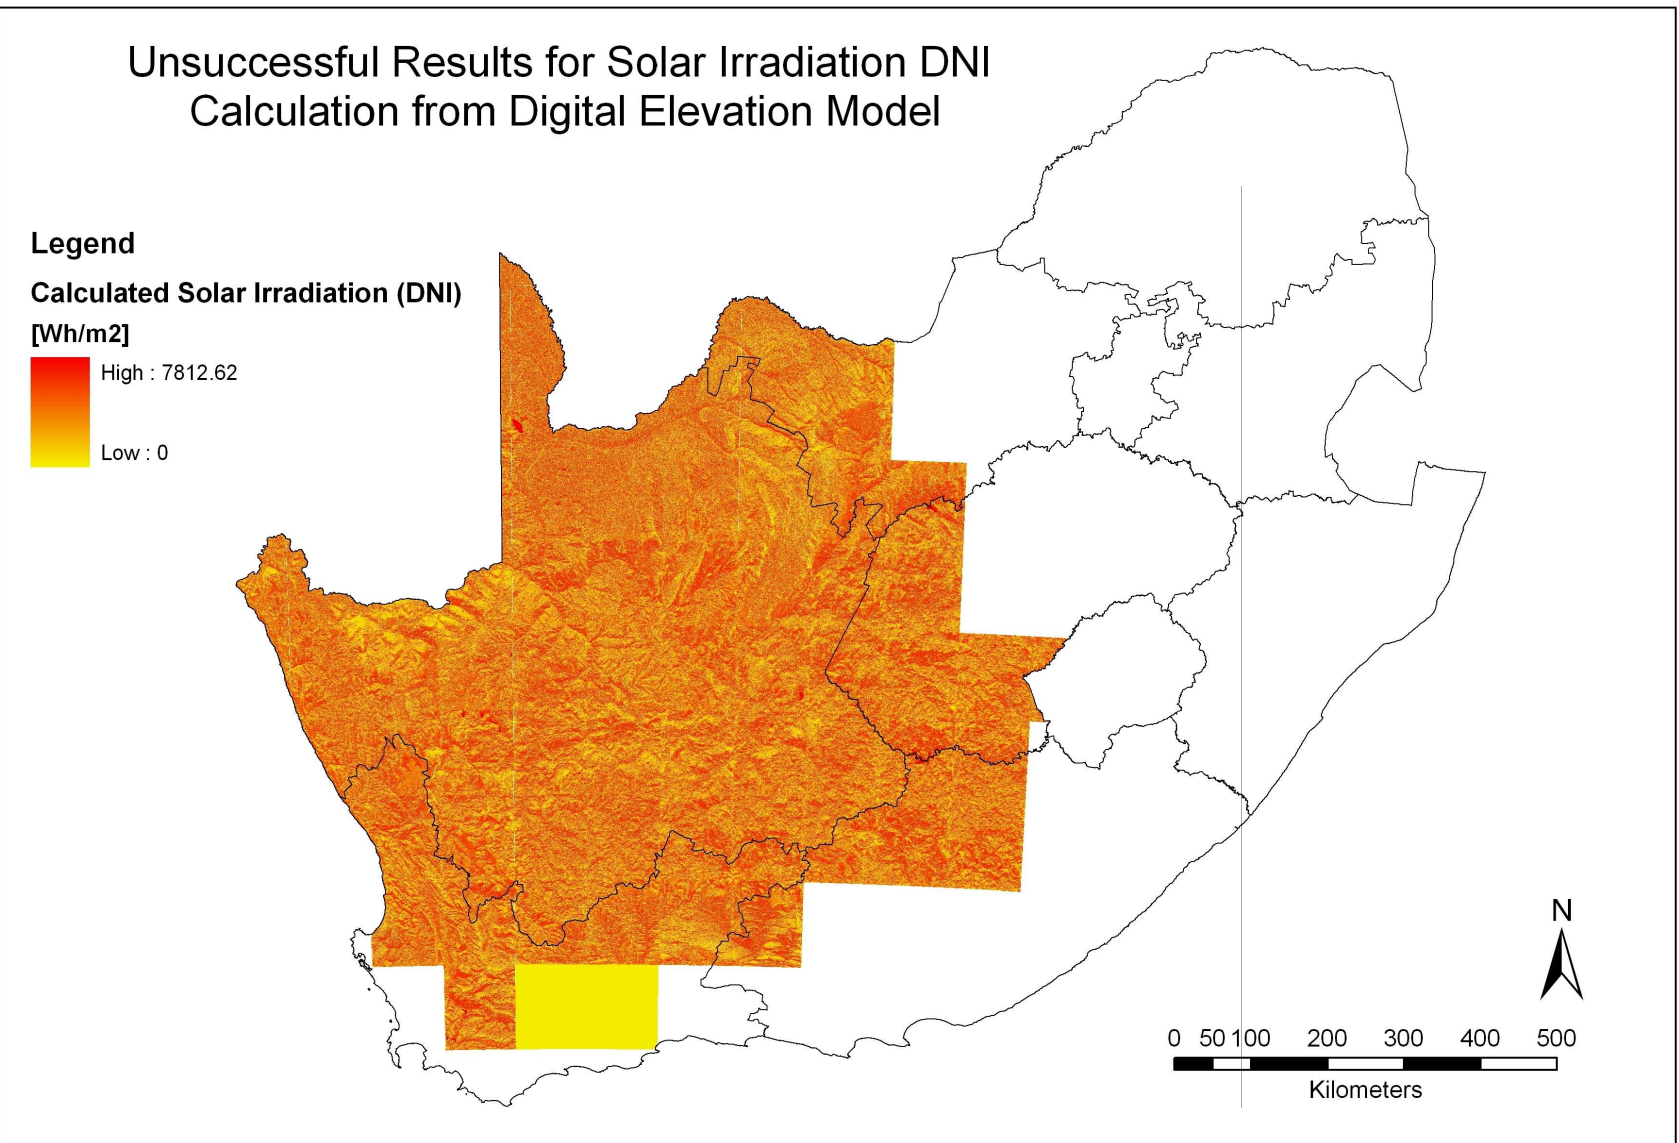 Unsuccessful Results for Solar Irradiation DNI
Calculation from Digital Elevation Model
Legend
Calculated Solar Irradiation (DNI)
[Wh/m2]
High : 7812.62
Low : 0
N
0 50 100 200 300 400 500
Kilometers